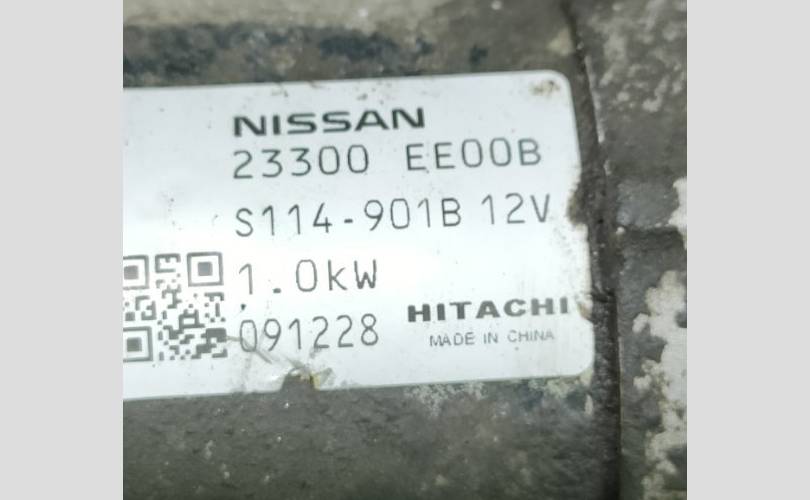 NISSAN
23300 EE00B
S114-901B 12V
1.0kW
091228
HITACHI
MADE IN CHINA